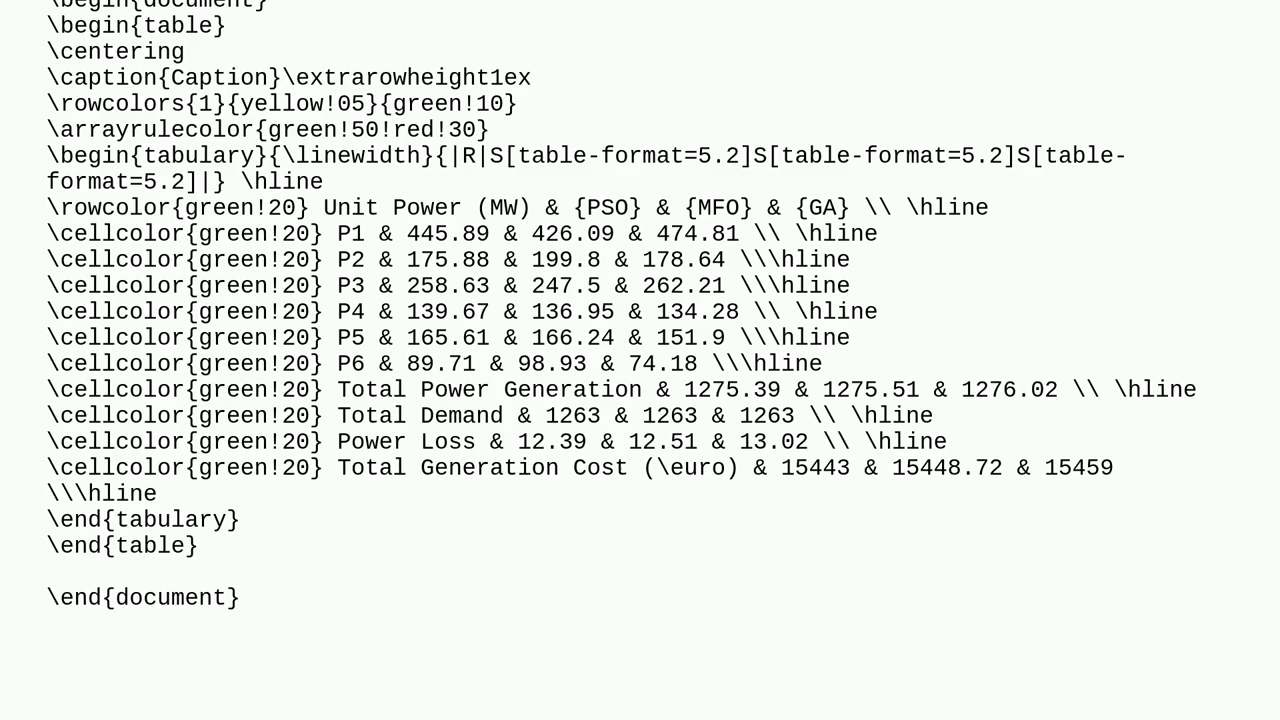 \begin{document}
\begin{table}
\centering
\caption{Caption}\extrarowheight1ex
\rowcolors{1}{yellow!05}{green!10}
\arrayrulecolor{green!50!red!30}
\begin{tabulary}{\linewidth}{|R|S[table-format=5.2]S[table-format=5.2]S[table-
format=5.2]|} \hline
\rowcolor{green!20} Unit Power (MW) & {PSO} & {MFO} & {GA} \\ \hline
\cellcolor{green!20} P1 & 445.89 & 426.09 & 474.81 \\ \hline
\cellcolor{green!20} P2 & 175.88 & 199.8 & 178.64 \\\hline
\cellcolor{green!20} P3 & 258.63 & 247.5 & 262.21 \\\hline
\cellcolor{green!20} P4 & 139.67 & 136.95 & 134.28 \\ \hline
\cellcolor{green!20} P5 & 165.61 & 166.24 & 151.9 \\\hline
\cellcolor{green!20} P6 & 89.71 & 98.93 & 74.18 \\\hline
\cellcolor{green!20} Total Power Generation & 1275.39 & 1275.51 & 1276.02 \\ \hline
\cellcolor{green!20} Total Demand & 1263 & 1263 & 1263 \\ \hline
\cellcolor{green!20} Power Loss & 12.39 & 12.51 & 13.02 \\ \hline
\cellcolor{green!20} Total Generation Cost (\euro) & 15443 & 15448.72 & 15459
\\\hline
\end{tabulary}
\end{table}
\end{document}